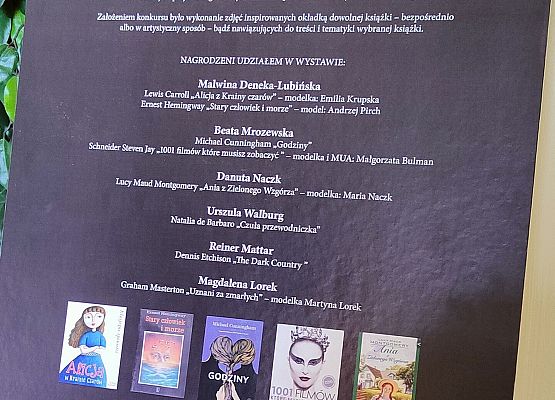 Założeniem konkursu było wykonanie zdjęć inspirowanych okładką dowolnej książki – bezpośrednio
albo w artystyczny sposób – bądź nawiązujących do treści i tematyki wybranej książki.
NAGRODZENI UDZIAŁEM W WYSTAWIE:
Malwina Deneka-Lubińska
Lewis Carroll „Alicja z Krainy czarów” – modelka: Emilia Krupska
Ernest Hemingway „Stary człowiek i morze” – model: Andrzej Pirch
Beata Mrozewska
Michael Cunningham „Godziny”
Schneider Steven Jay „1001 filmów które musisz zobaczyć ” – modelka i MUA: Małgorzata Bulman
Danuta Naczk
Lucy Maud Montgomery „Ania z Zielonego Wzgórza” – modelka: Maria Naczk
Urszula Walburg
Natalia de Barbaro „Czuła przewodniczka”
Reiner Mattar
Dennis Etchison „The Dark Country ”
Magdalena Lorek
Graham Masterton „Uznani za zmarłych” – modelka Martyna Lorek
Alicja
w Krainie Czarów
Ernest Hemingway
Stary człowiek
i morze
Michael Cunningham
GODZINY
1001 FILMÓW
MONTGOMERY
Ania
z Zielonego Wzgórza